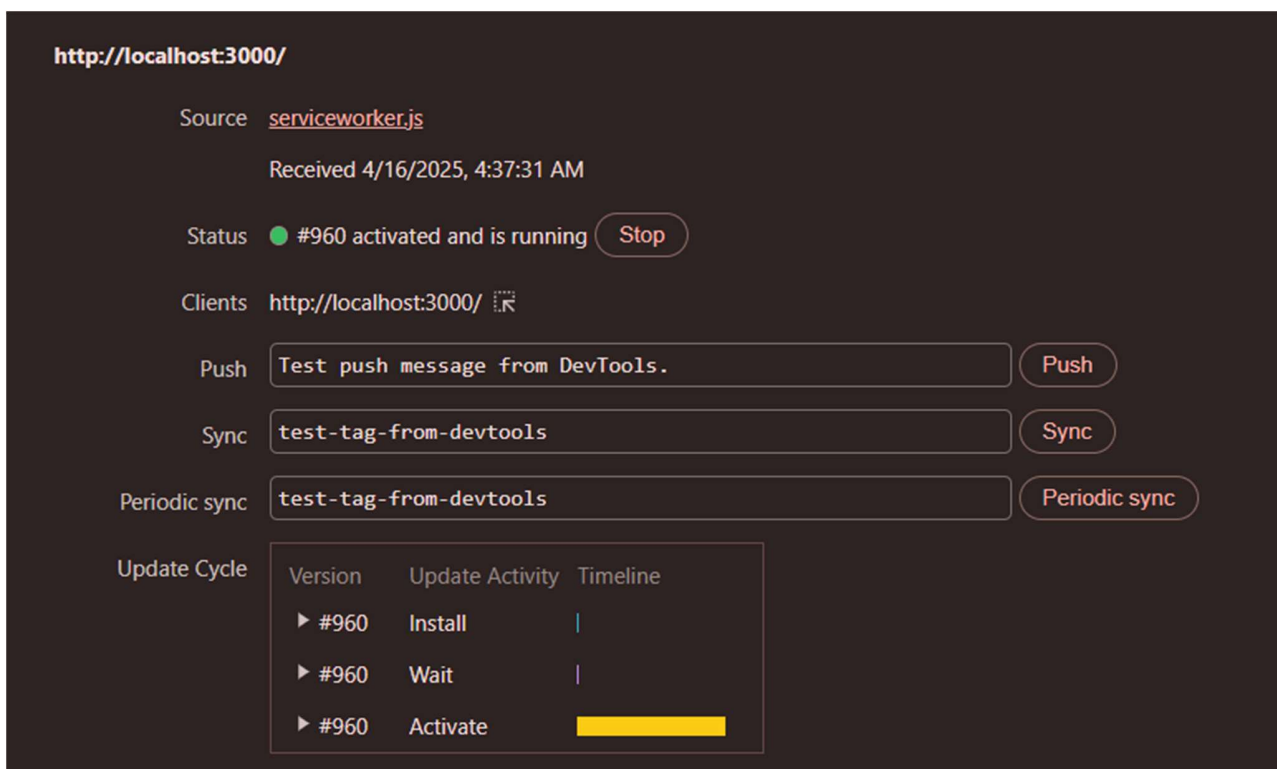 http://localhost:3000/
Source serviceworker.js
Received 4/16/2025, 4:37:31 AM
Status #960 activated and is running Stop
Clients http://localhost:3000/
Push Test push message from DevTools. Push
Sync test-tag-from-devtools Sync
Periodic sync test-tag-from-devtools Periodic sync
Update Cycle
Version Update Activity Timeline
#960 Install
#960 Wait
#960 Activate